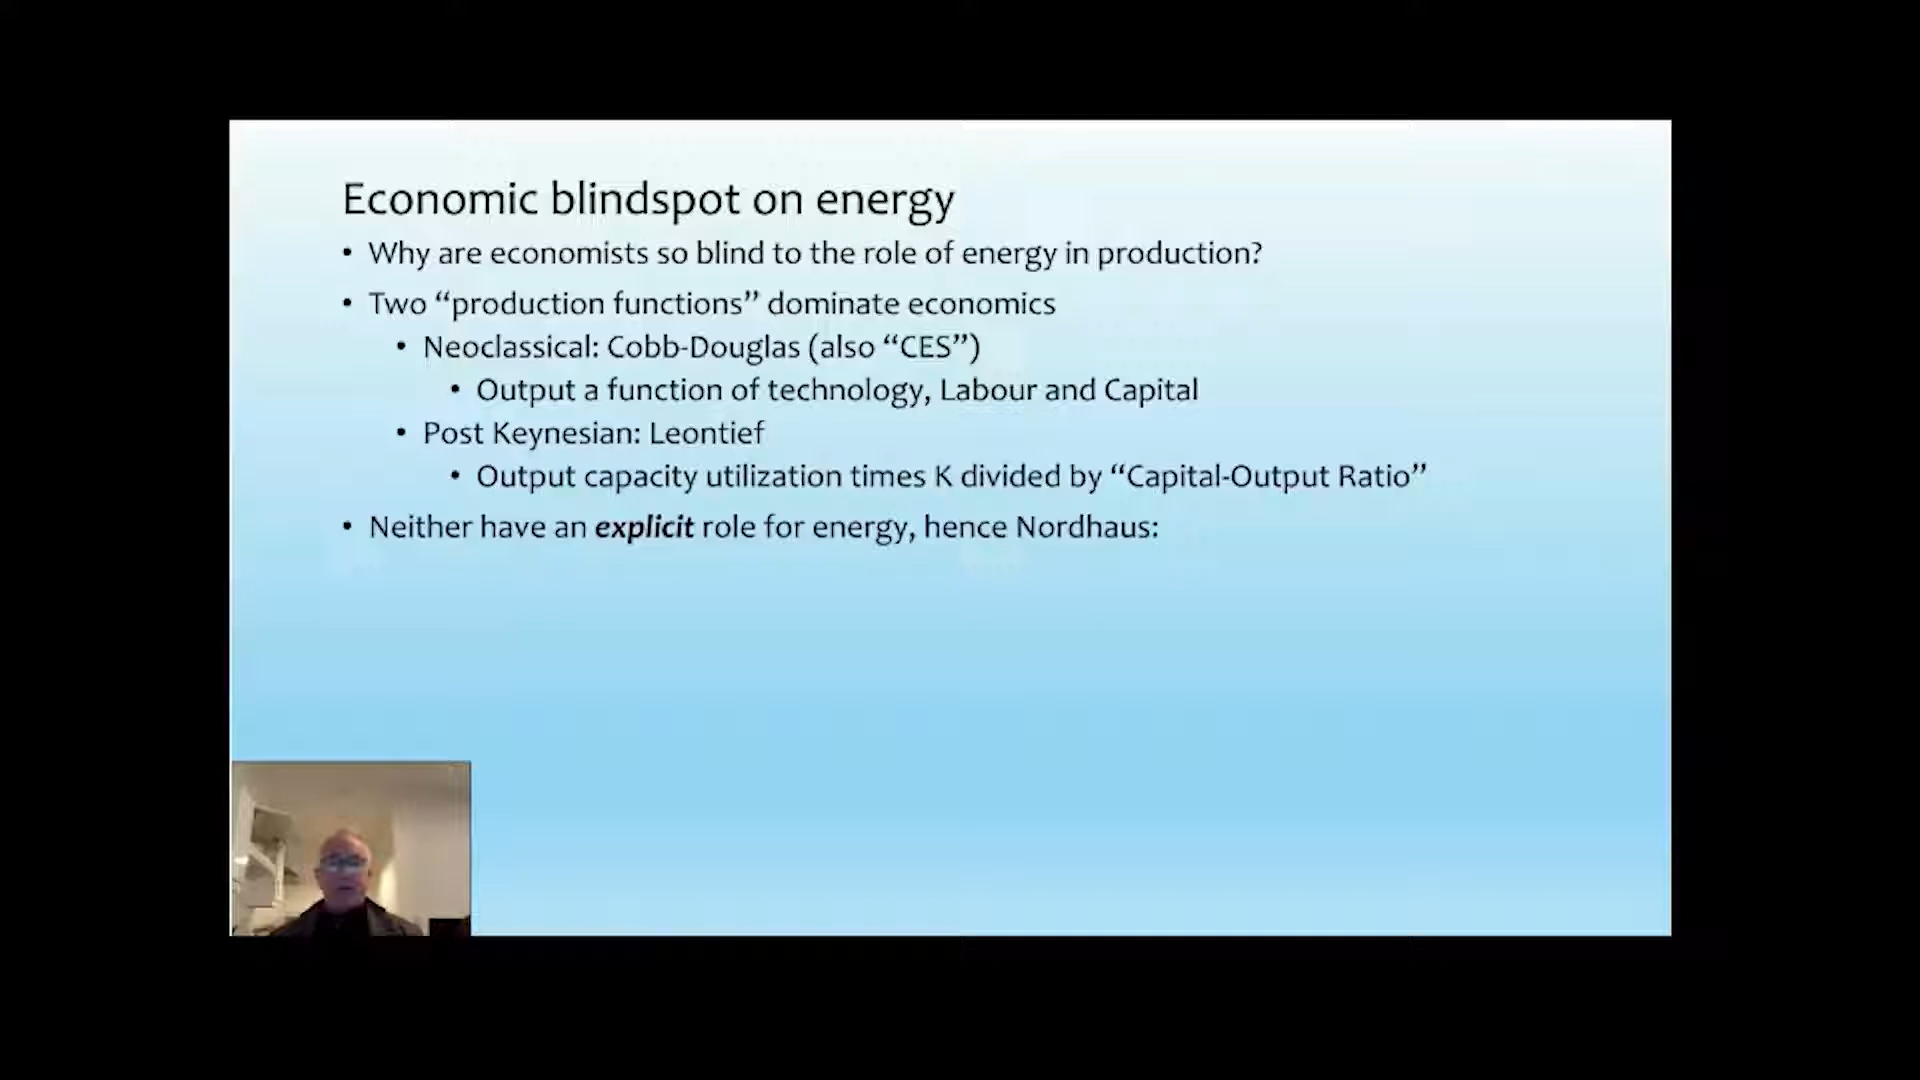 Economic blindspot on energy
• Why are economists so blind to the role of energy in production?
• Two “production functions” dominate economics
• Neoclassical: Cobb-Douglas (also “CES”)
• Output a function of technology, Labour and Capital
• Post Keynesian: Leontief
• Output capacity utilization times K divided by “Capital-Output Ratio”
• Neither have an explicit role for energy, hence Nordhaus: